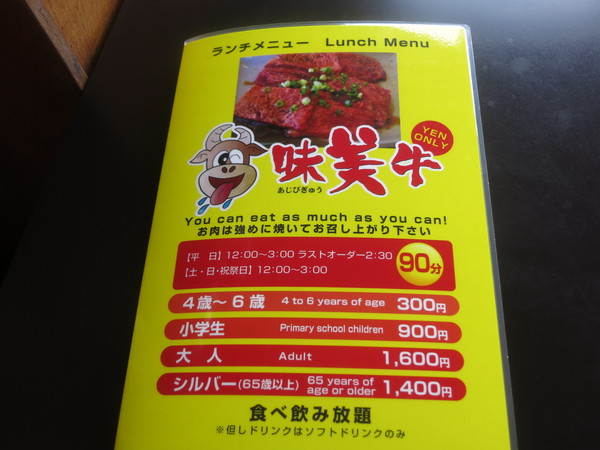 ランチメニュー Lunch Menu
YEN ONLY
味美牛
あじびぎゅう
You can eat as much as you can!
お肉は強めに焼いてお召し上がり下さい
【平 日】12:00〜3:00 ラストオーダー2:30
【土・日・祝祭日】12:00〜3:00
90分
4歳〜6歳 4 to 6 years of age 300円
小学生 Primary school children 900円
大 人 Adult 1,600円
シルバー(65歳以上) 65 years of age or older 1,400円
食べ飲み放題
※但しドリンクはソフトドリンクのみ